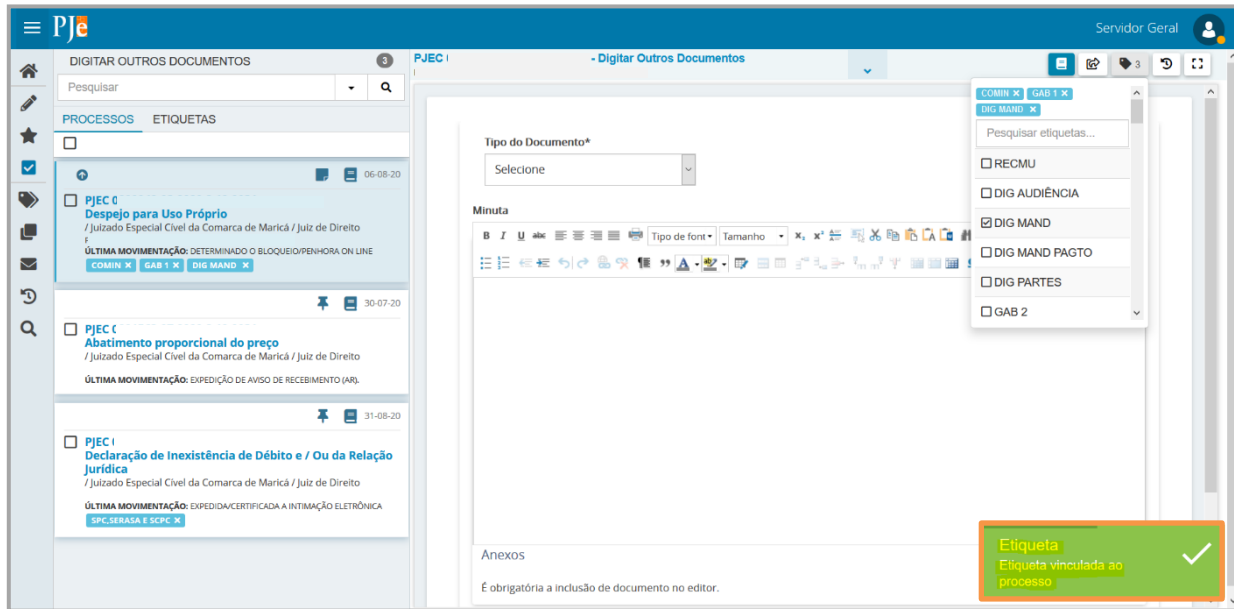 PJe
Servidor Geral
DIGITAR OUTROS DOCUMENTOS
3
Pesquisar
PROCESSOS
ETIQUETAS
06-08-20
PJEC 0
Despejo para Uso Próprio
/ Juizado Especial Cível da Comarca de Maricá / Juiz de Direito
ÚLTIMA MOVIMENTAÇÃO: DETERMINADO O BLOQUEIO/PENHORA ON LINE
COMIN × GAB 1 × DIG MAND ×
30-07-20
PJEC
Abatimento proporcional do preço
/ Juizado Especial Cível da Comarca de Maricá / Juiz de Direito
ÚLTIMA MOVIMENTAÇÃO: EXPEDIÇÃO DE AVISO DE RECEBIMENTO (AR).
31-08-20
PJEC
Declaração de Inexistência de Débito e / Ou da Relação
Jurídica
/ Juizado Especial Cível da Comarca de Maricá / Juiz de Direito
ÚLTIMA MOVIMENTAÇÃO: EXPEDIDA/CERTIFICADA A INTIMAÇÃO ELETRÔNICA
SPC,SERASA E SCPC ×
PJEC - Digitar Outros Documentos
3
Tipo do Documento*
Selecione
Minuta
B I U abc Tipo de font Tamanho
Anexos
É obrigatória a inclusão de documento no editor.
COMIN × GAB 1 ×
DIG MAND ×
Pesquisar etiquetas...
RECMU
DIG AUDIÊNCIA
DIG MAND
DIG MAND PAGTO
DIG PARTES
GAB 2
Etiqueta
Etiqueta vinculada ao
processo